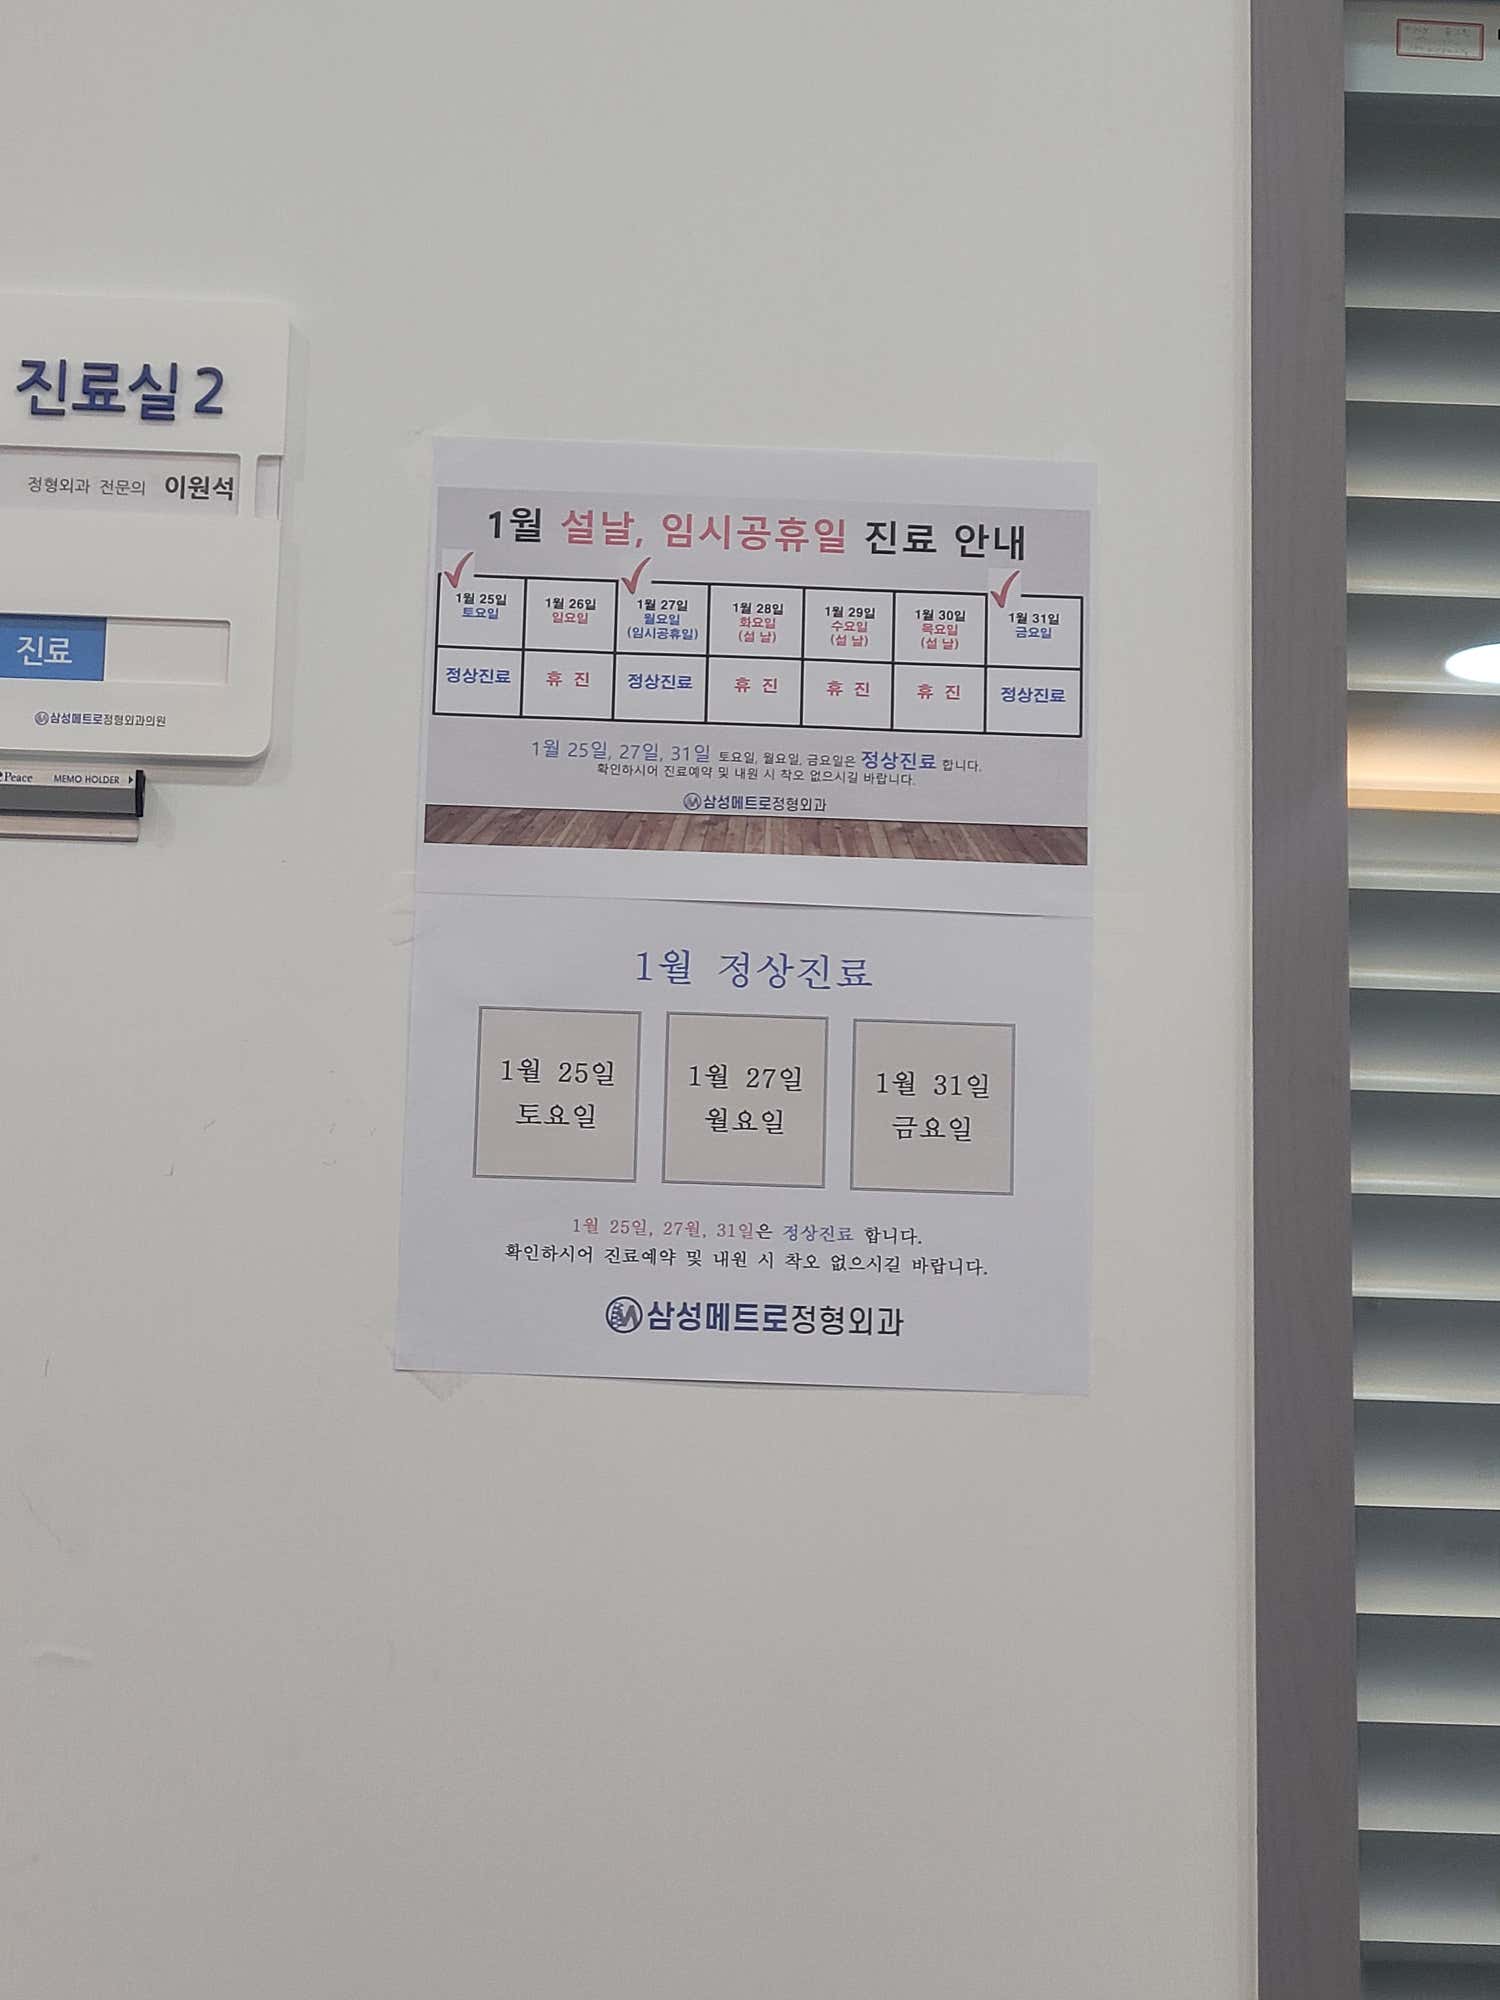 진료실 2
정형외과 전문의 이원석
진료
삼성메트로정형외과의원
Peace MEMO HOLDER
1월 설날, 임시공휴일 진료 안내
1월 25일 1월 26일 1월 27일 1월 28일 1월 29일 1월 30일 1월 31일
토요일 일요일 월요일 화요일 수요일 목요일 금요일
(임시공휴일) (설 날) (설 날) (설 날)
정상진료 휴 진 정상진료 휴 진 휴 진 휴 진 정상진료
1월 25일, 27일, 31일 토요일, 월요일, 금요일은 정상진료 합니다.
확인하시어 진료예약 및 내원 시 착오 없으시길 바랍니다.
삼성메트로정형외과
1월 정상진료
1월 25일 1월 27일 1월 31일
토요일 월요일 금요일
1월 25일, 27월, 31일은 정상진료 합니다.
확인하시어 진료예약 및 내원 시 착오 없으시길 바랍니다.
삼성메트로정형외과